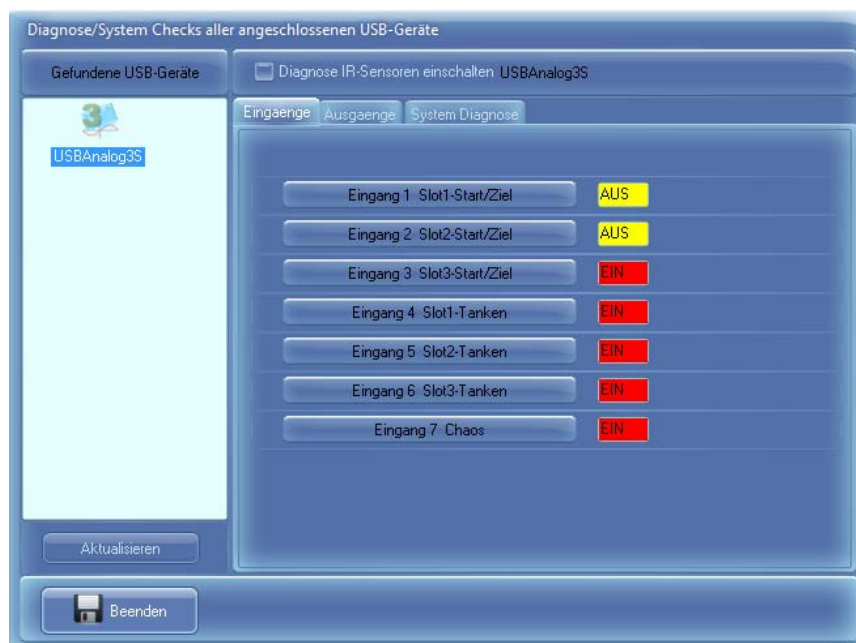 Diagnose/System Checks aller angeschlossenen USB-Geräte
Gefundene USB-Geräte
Diagnose IR-Sensoren einschalten USBAnalog3S
3
USBAnalog3S
Eingaenge Ausgaenge System Diagnose
Eingang 1 Slot1-Start/Ziel AUS
Eingang 2 Slot2-Start/Ziel AUS
Eingang 3 Slot3-Start/Ziel EIN
Eingang 4 Slot1-Tanken EIN
Eingang 5 Slot2-Tanken EIN
Eingang 6 Slot3-Tanken EIN
Eingang 7 Chaos EIN
Aktualisieren
Beenden